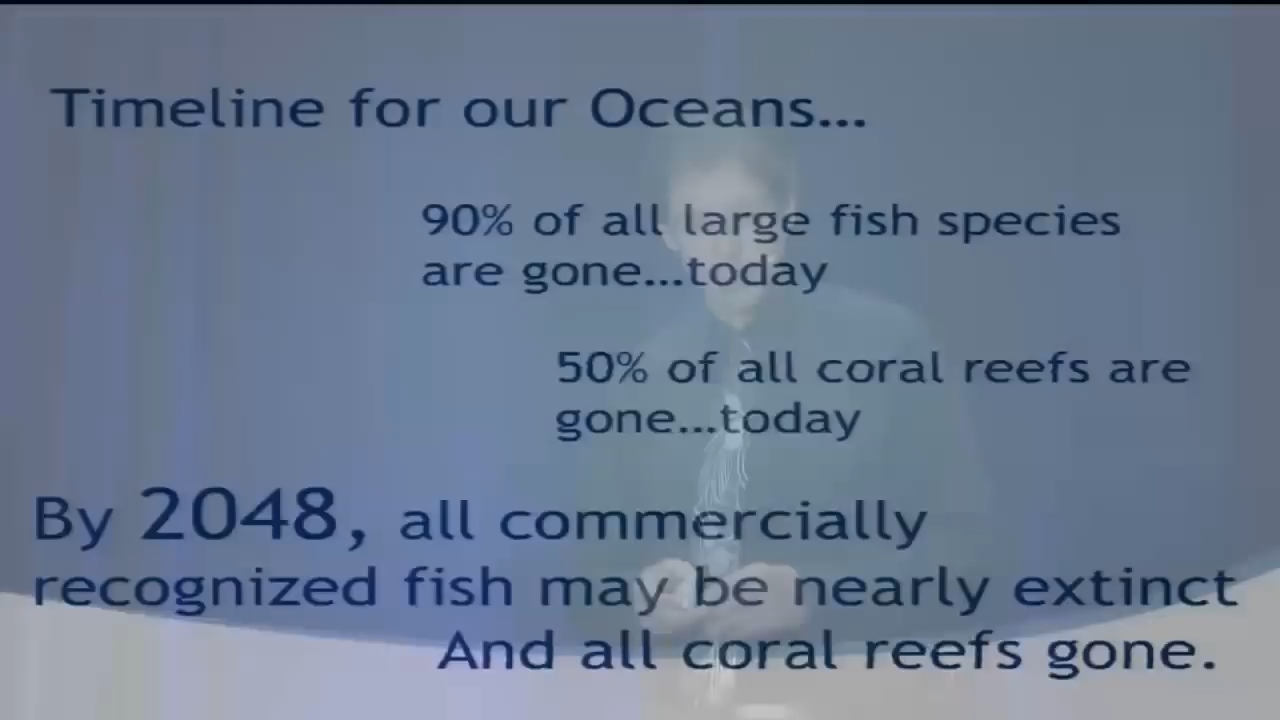 Timeline for our Oceans...
90% of all large fish species
are gone...today
50% of all coral reefs are
gone...today
By 2048, all commercially
recognized fish may be nearly extinct
And all coral reefs gone.